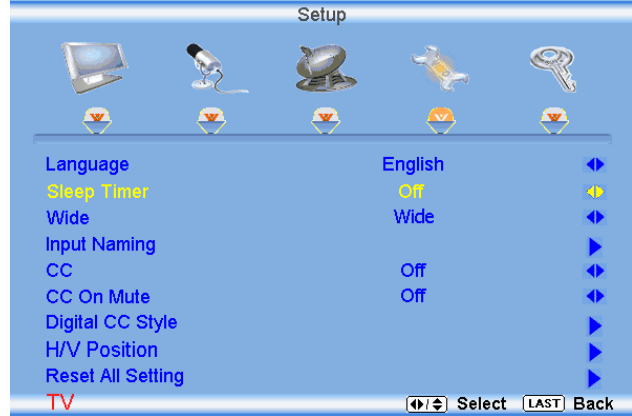 Setup
Language English
Sleep Timer Off
Wide Wide
Input Naming
CC Off
CC On Mute Off
Digital CC Style
H/V Position
Reset All Setting
TV Select LAST Back